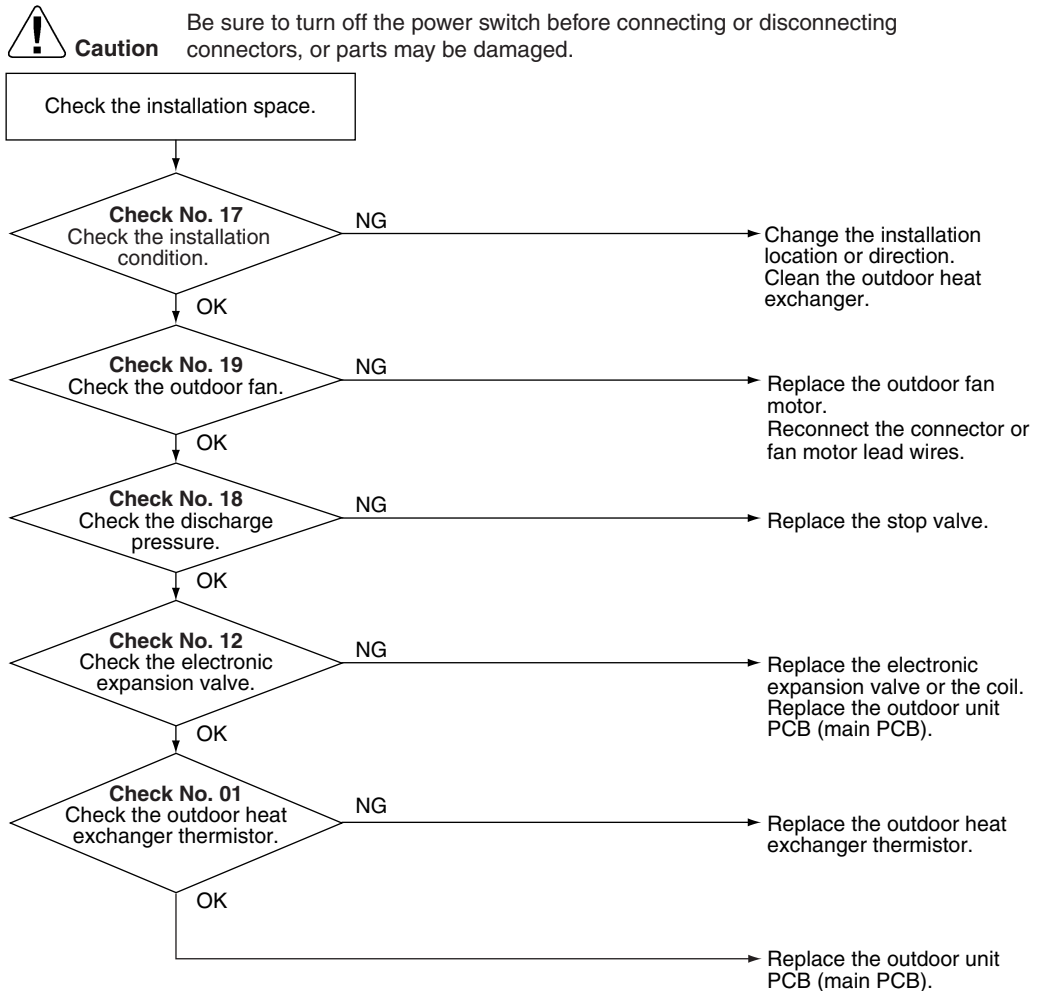 Be sure to turn off the power switch before connecting or disconnecting
Caution connectors, or parts may be damaged.
Check the installation space.
Check No. 17
Check the installation
condition.
NG
Change the installation
location or direction.
Clean the outdoor heat
exchanger.
OK
Check No. 19
Check the outdoor fan.
NG
Replace the outdoor fan
motor.
Reconnect the connector or
fan motor lead wires.
OK
Check No. 18
Check the discharge
pressure.
NG
Replace the stop valve.
OK
Check No. 12
Check the electronic
expansion valve.
NG
Replace the electronic
expansion valve or the coil.
Replace the outdoor unit
PCB (main PCB).
OK
Check No. 01
Check the outdoor heat
exchanger thermistor.
NG
Replace the outdoor heat
exchanger thermistor.
OK
Replace the outdoor unit
PCB (main PCB).